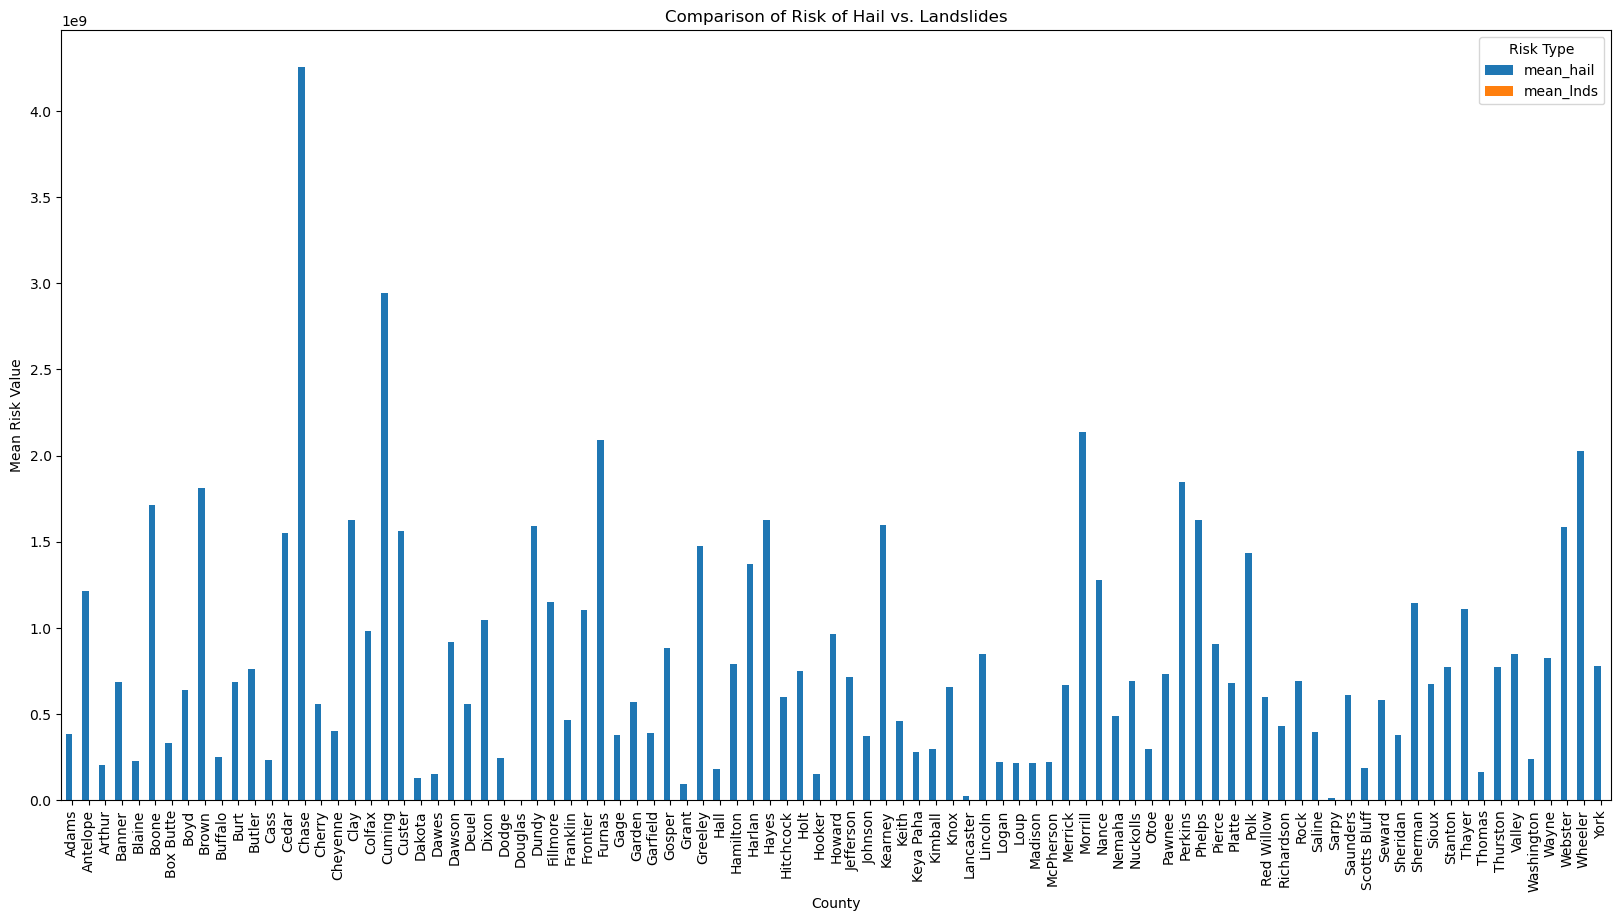 Comparison of Risk of Hail vs. Landslides
1e9
Risk Type
mean_hail
mean_lnds
4.0
3.5
3.0
2.5
2.0
1.5
1.0
0.5
0.0
Mean Risk Value
Adams
Antelope
Arthur
Banner
Blaine
Boone
Box Butte
Boyd
Brown
Buffalo
Burt
Butler
Cass
Cedar
Chase
Cherry
Cheyenne
Clay
Colfax
Cuming
Custer
Dakota
Dawes
Dawson
Deuel
Dixon
Dodge
Douglas
Dundy
Fillmore
Franklin
Frontier
Furnas
Gage
Garden
Garfield
Gosper
Grant
Greeley
Hall
Hamilton
Harlan
Hayes
Hitchcock
Holt
Hooker
Howard
Jefferson
Johnson
Kearney
Keith
Keya Paha
Kimball
Knox
Lancaster
Lincoln
Logan
Loup
Madison
McPherson
Merrick
Morrill
Nance
Nemaha
Nuckolls
Otoe
Pawnee
Perkins
Phelps
Pierce
Platte
Polk
Red Willow
Richardson
Rock
Saline
Sarpy
Saunders
Scotts Bluff
Seward
Sheridan
Sherman
Sioux
Stanton
Thayer
Thomas
Thurston
Valley
Washington
Wayne
Webster
Wheeler
York
County